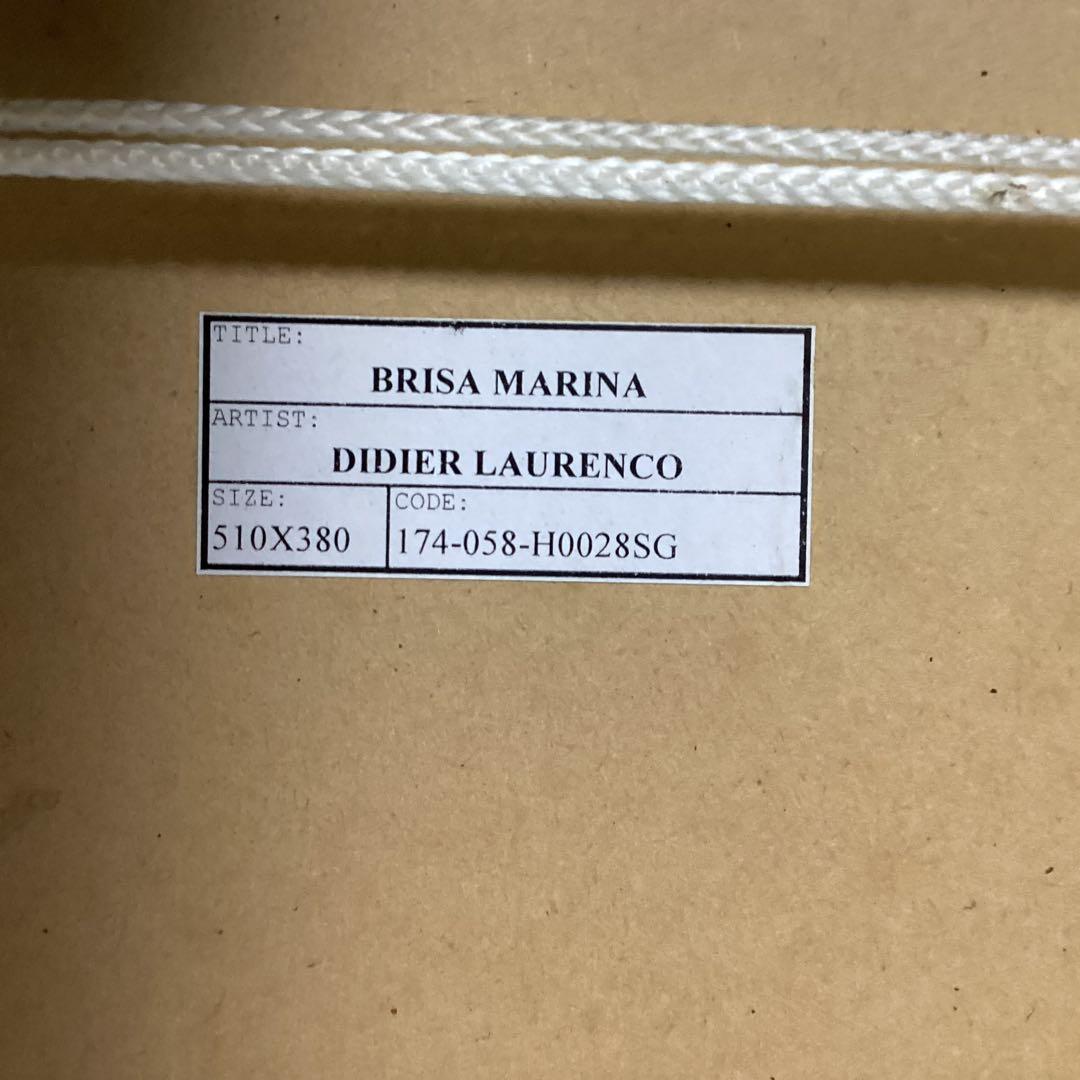 TITLE:
BRISA MARINA
ARTIST:
DIDIER LAURENCO
SIZE:
510X380
CODE:
174-058-H0028SG